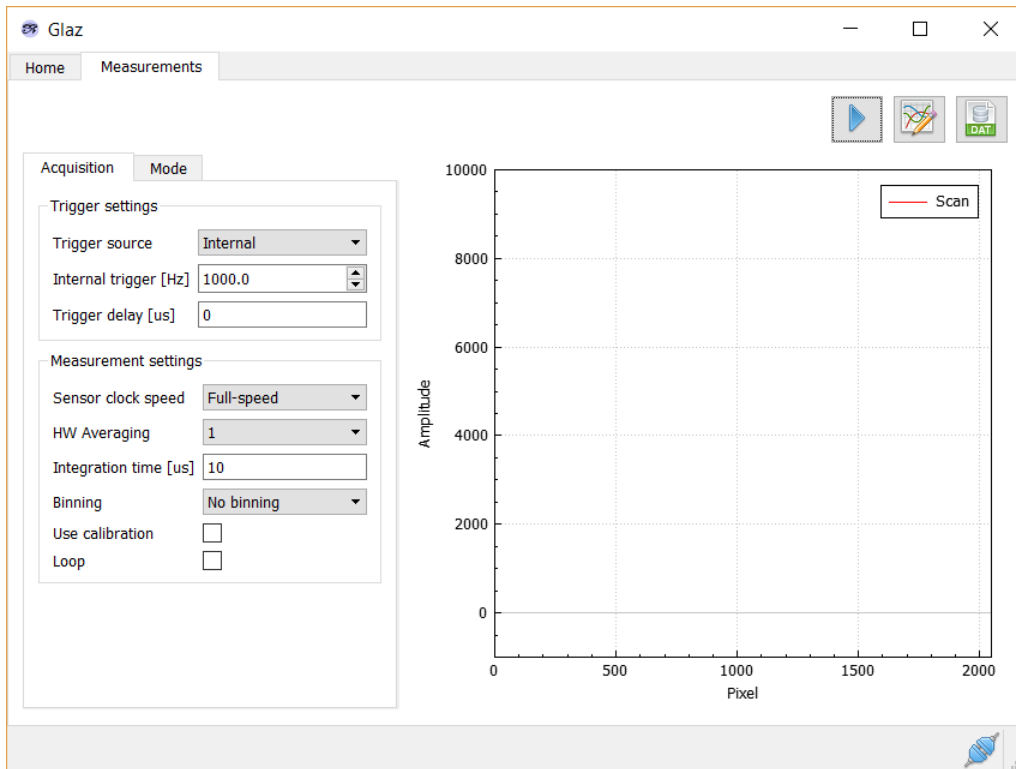 Glaz
Home Measurements
DAT
Acquisition Mode
Trigger settings
Trigger source Internal
Internal trigger [Hz] 1000.0
Trigger delay [us] 0
Measurement settings
Sensor clock speed Full-speed
HW Averaging 1
Integration time [us] 10
Binning No binning
Use calibration
Loop
10000
8000
6000
4000
2000
0
Amplitude
Scan
0 500 1000 1500 2000
Pixel